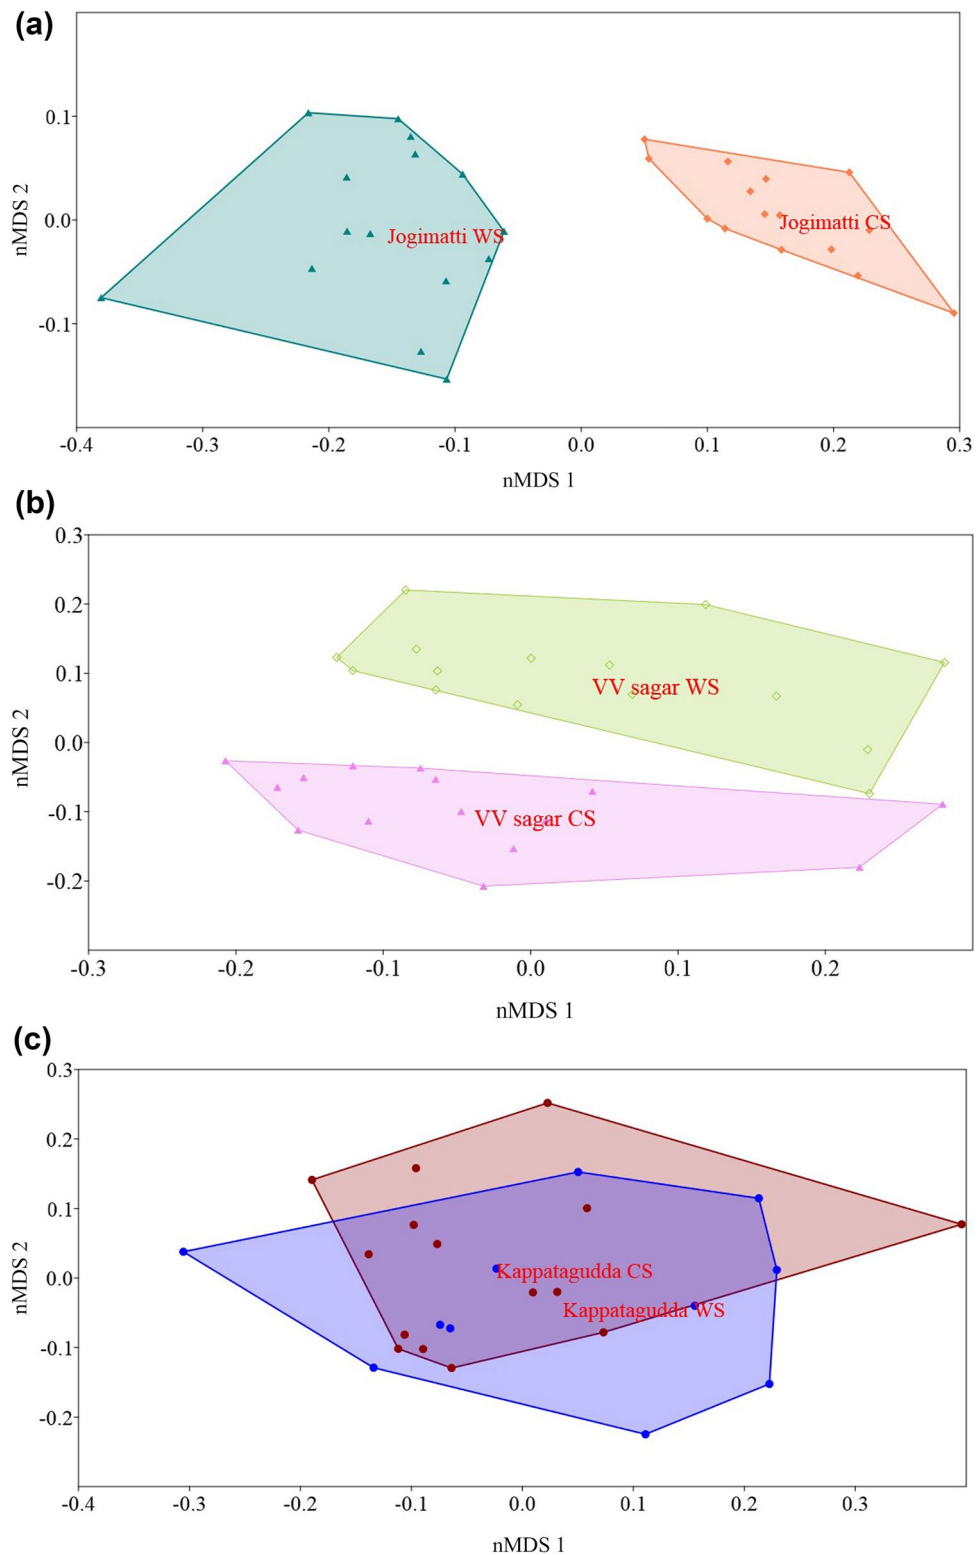 (a)
nMDS 2
0.1
0.0
-0.1
Jogimatti WS
Jogimatti CS
-0.4 -0.3 -0.2 -0.1 0.0 0.1 0.2 0.3
nMDS 1
(b)
nMDS 2
0.3
0.2
0.1
0.0
-0.1
-0.2
VV sagar WS
VV sagar CS
-0.3 -0.2 -0.1 0.0 0.1 0.2
nMDS 1
(c)
nMDS 2
0.3
0.2
0.1
0.0
-0.1
-0.2
Kappatagudda CS
Kappatagudda WS
-0.4 -0.3 -0.2 -0.1 0.0 0.1 0.2 0.3
nMDS 1